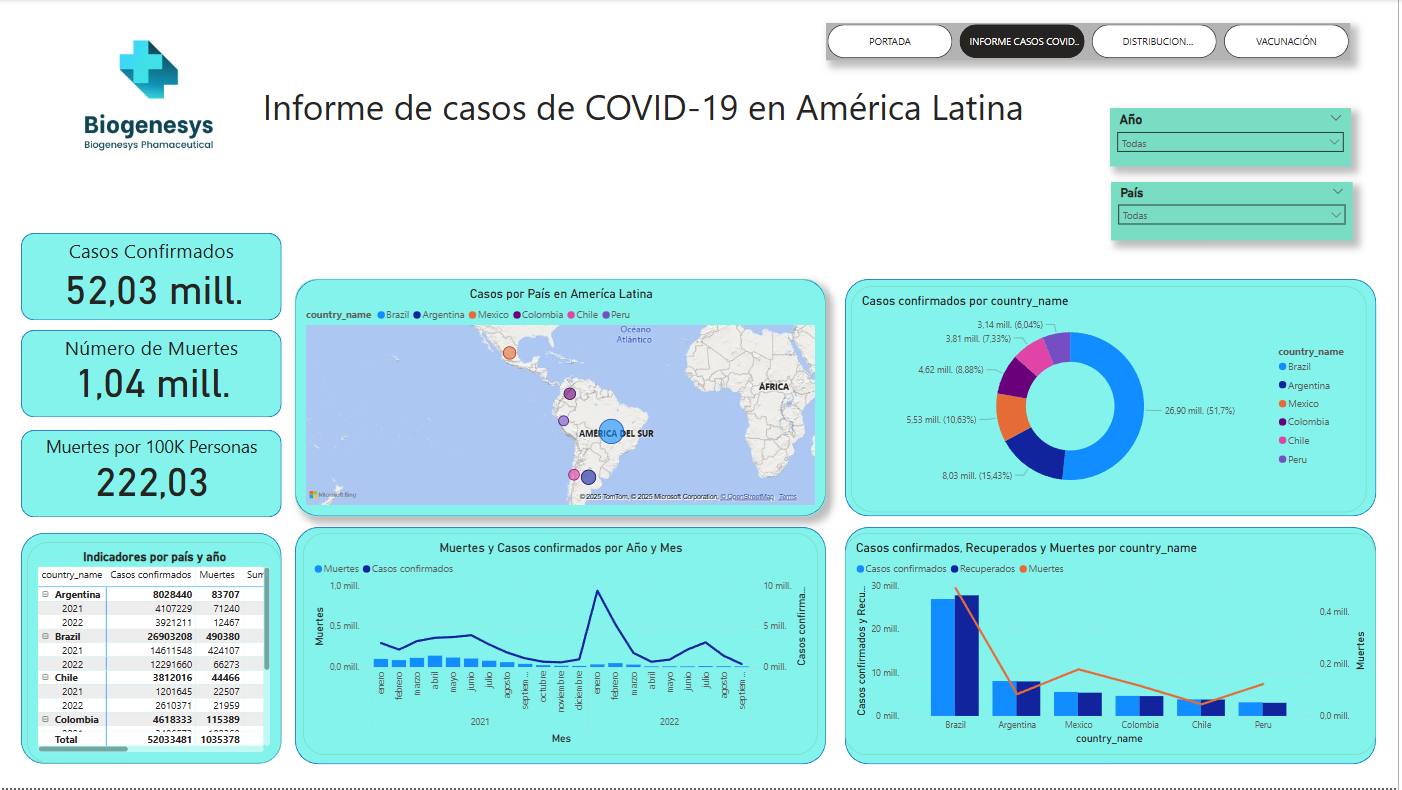 PORTADA
INFORME CASOS COVID..
DISTRIBUCION...
VACUNACIÓN
Biogenesys
Biogenesys Phamaceutical
Informe de casos de COVID-19 en América Latina
Año
Todas
País
Todas
Casos Confirmados
52,03 mill.
Número de Muertes
1,04 mill.
Muertes por 100K Personas
222,03
Casos por País en Ameríca Latina
country_name Brazil Argentina Mexico Colombia Chile Peru
Océano
Atlántico
ÁFRICA
AMÉRICA DEL SUR
Microsoft Bing
© 2025 TomTom, © 2025 Microsoft Corporation, © OpenStreetMap Terms
Casos confirmados por country_name
3,14 mill. (6,04%)
3,81 mill. (7,33%)
4,62 mill. (8,88%)
5,53 mill. (10,63%)
8,03 mill. (15,43%)
26,90 mill. (51,7%)
country_name
Brazil
Argentina
Mexico
Colombia
Chile
Peru
Indicadores por país y año
country_name Casos confirmados Muertes Sum
Argentina 8028440 83707
2021 4107229 71240
2022 3921211 12467
Brazil 26903208 490380
2021 14611548 424107
2022 12291660 66273
Chile 3812016 44466
2021 1201645 22507
2022 2610371 21959
Colombia 4618333 115389
Total 52033481 1035378
Muertes y Casos confirmados por Año y Mes
Muertes Casos confirmados
1,0 mill.
0,5 mill.
0,0 mill.
Muertes
10 mill.
5 mill.
0 mill.
Casos confirma...
enero febrero marzo abril mayo junio julio agosto septiem... octubre noviembre diciembre enero febrero marzo abril mayo junio julio agosto septiem...
2021 2022
Mes
Casos confirmados, Recuperados y Muertes por country_name
Casos confirmados Recuperados Muertes
30 mill.
20 mill.
10 mill.
0 mill.
Casos confirmados y Recu...
0,4 mill.
0,2 mill.
0,0 mill.
Muertes
Brazil Argentina Mexico Colombia Chile Peru
country_name